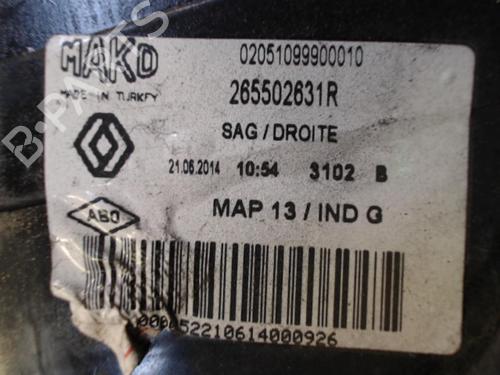 MAKO
MADE IN TURKEY
02051099900010
265502631R
SAG / DROITE
21.06.2014 10:54 3102 B
ABO
MAP 13 / IND G
000052210614000926
B-PARTS